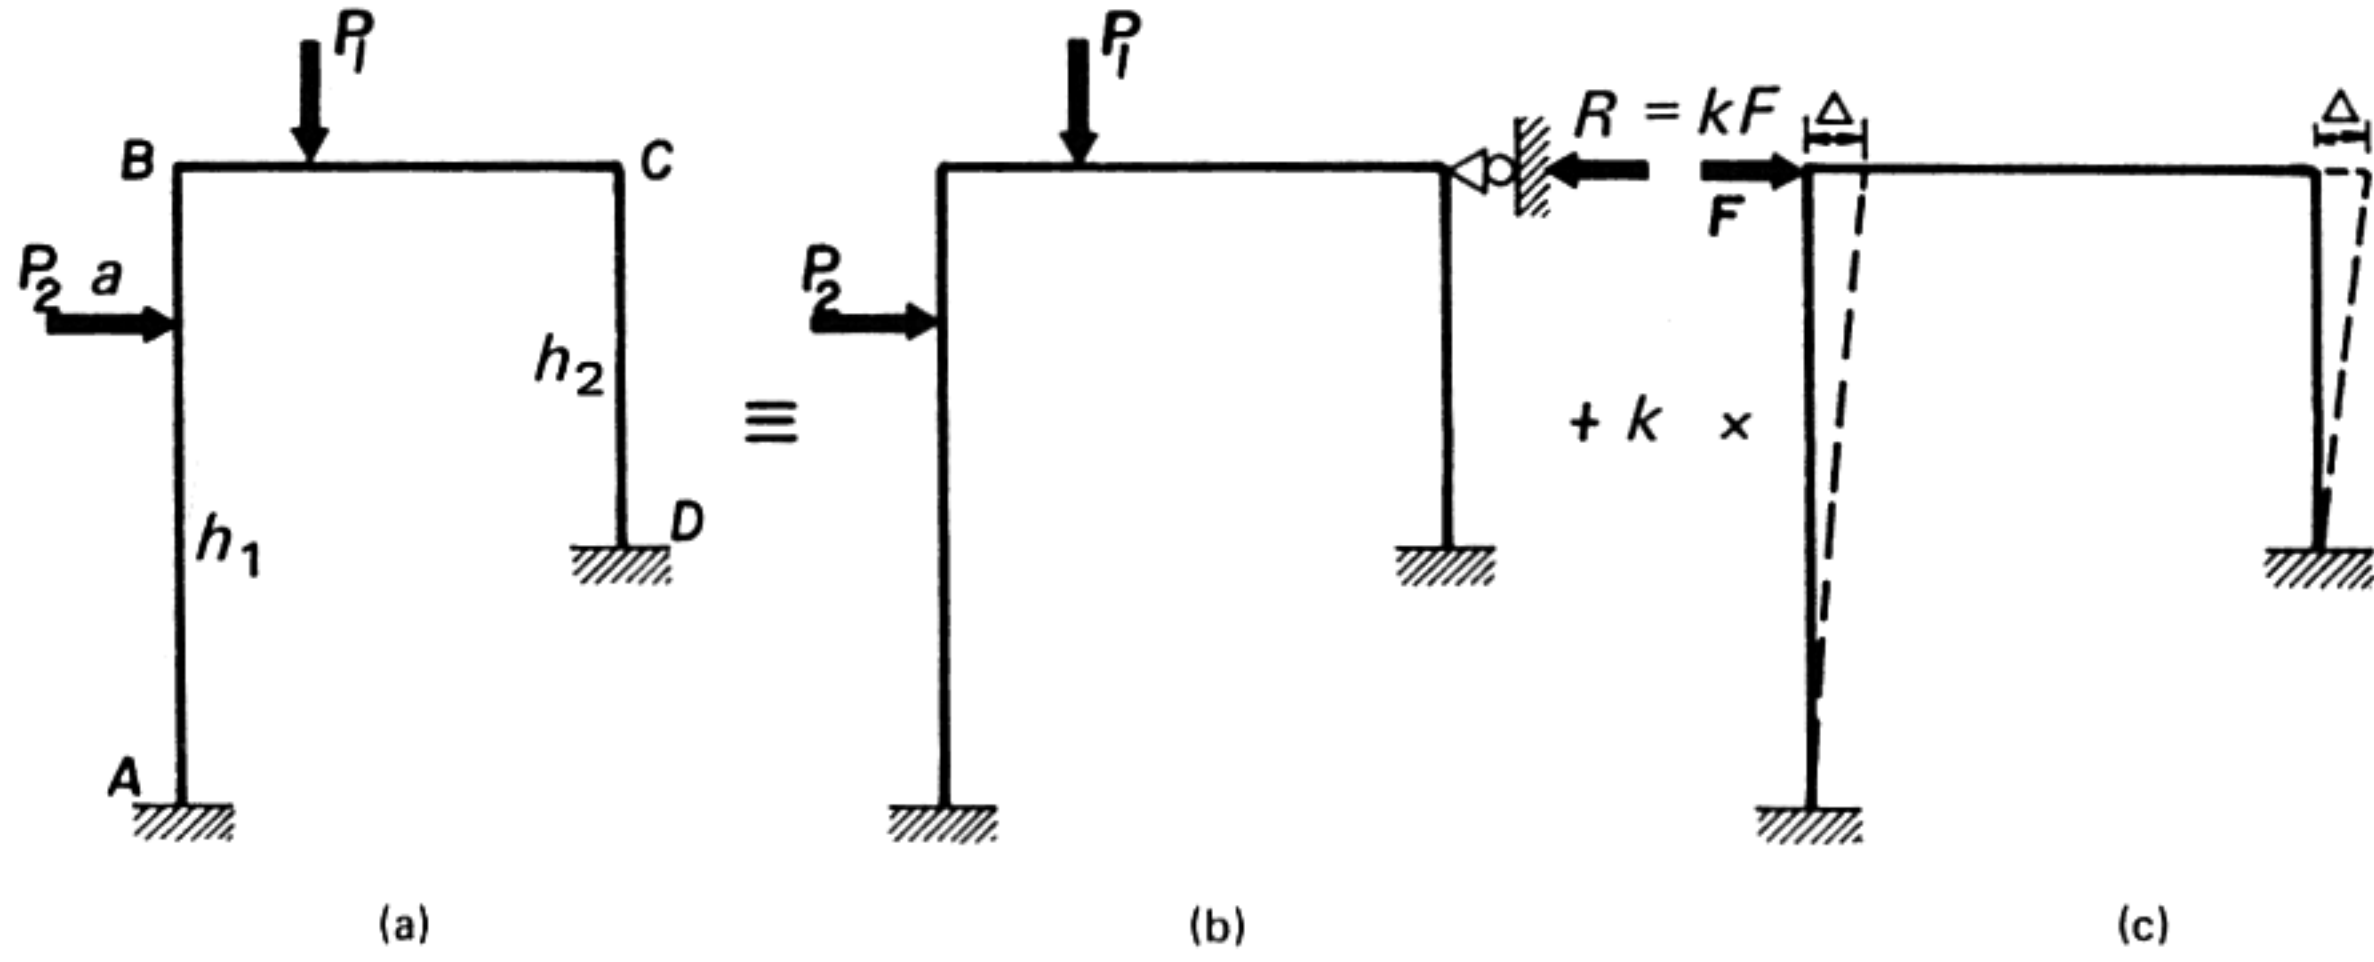 P1
P1
R = kF
Δ
Δ
B
C
F
P2 a
P2
h2
≡
+ k ×
D
h1
A
(a)
(b)
(c)